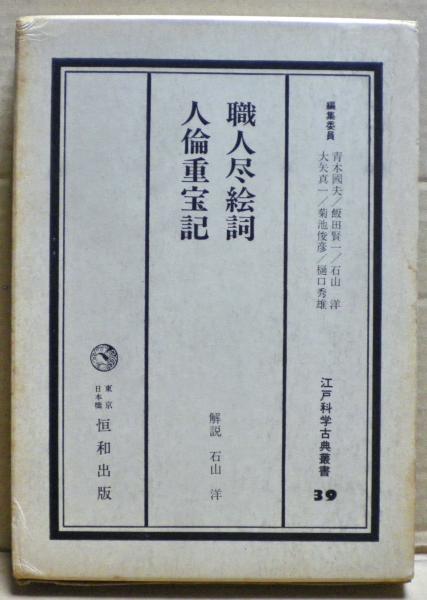 編集委員
青木國夫／飯田賢一／石山 洋
大矢真一／菊池俊彦／樋口秀雄
江戸科学古典叢書
39
職人尽絵詞
人倫重宝記
解説 石山 洋
東京
日本橋
恒和出版